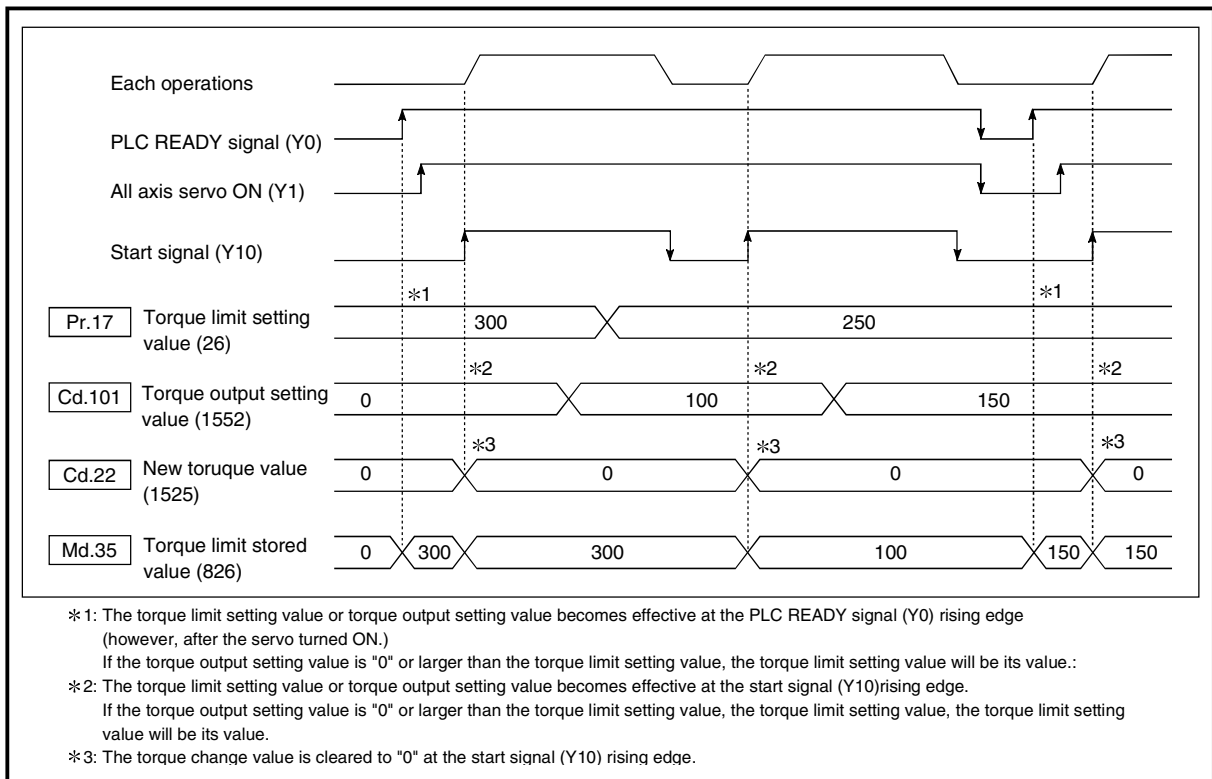 Each operations
PLC READY signal (Y0)
All axis servo ON (Y1)
Start signal (Y10)
*1 *1
Pr.17 Torque limit setting
value (26)
300 250
*2 *2 *2
Cd.101 Torque output setting
value (1552)
0 100 150
*3 *3 *3
Cd.22 New toruque value
(1525)
0 0 0 0
Md.35 Torque limit stored
value (826)
0 300 300 100 150 150
*1: The torque limit setting value or torque output setting value becomes effective at the PLC READY signal (Y0) rising edge
(however, after the servo turned ON.)
If the torque output setting value is "0" or larger than the torque limit setting value, the torque limit setting value will be its value.:
*2: The torque limit setting value or torque output setting value becomes effective at the start signal (Y10)rising edge.
If the torque output setting value is "0" or larger than the torque limit setting value, the torque limit setting value, the torque limit setting
value will be its value.
*3: The torque change value is cleared to "0" at the start signal (Y10) rising edge.